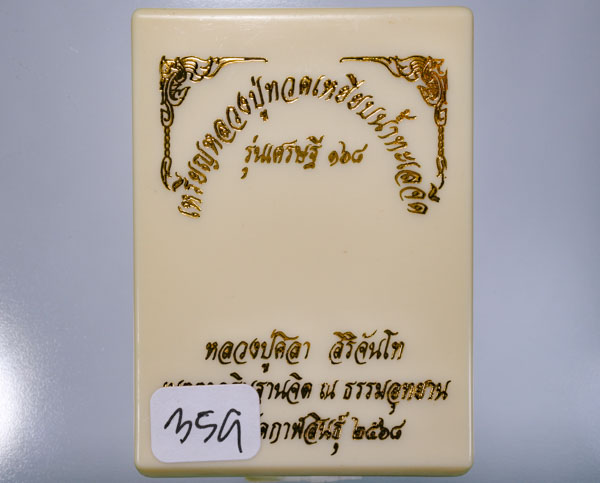 เหรียญหลวงปู่ทวดเหยียบน้ำทะเลจืด
รุ่นเศรษฐี ๑๖๘
หลวงปู่ศิลา สิริจันโท
ณ ธรรมอุทยาน
กาฬสินธุ์ ๒๕๖๘
359